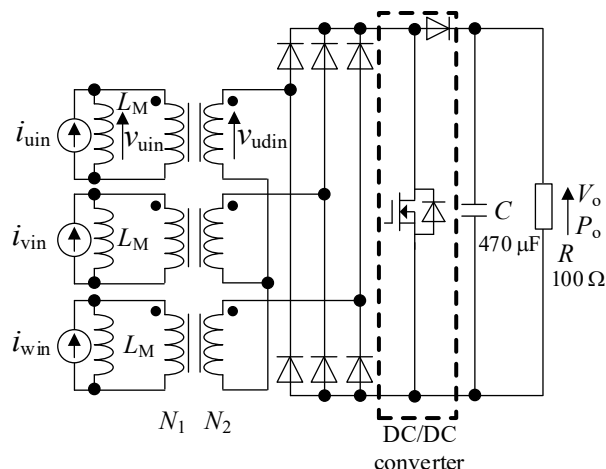 i_uin
L_M
v_uin
v_udin
i_vin
L_M
i_win
L_M
N_1 N_2
C
470 μF
V_o
P_o
R
100 Ω
DC/DC
converter